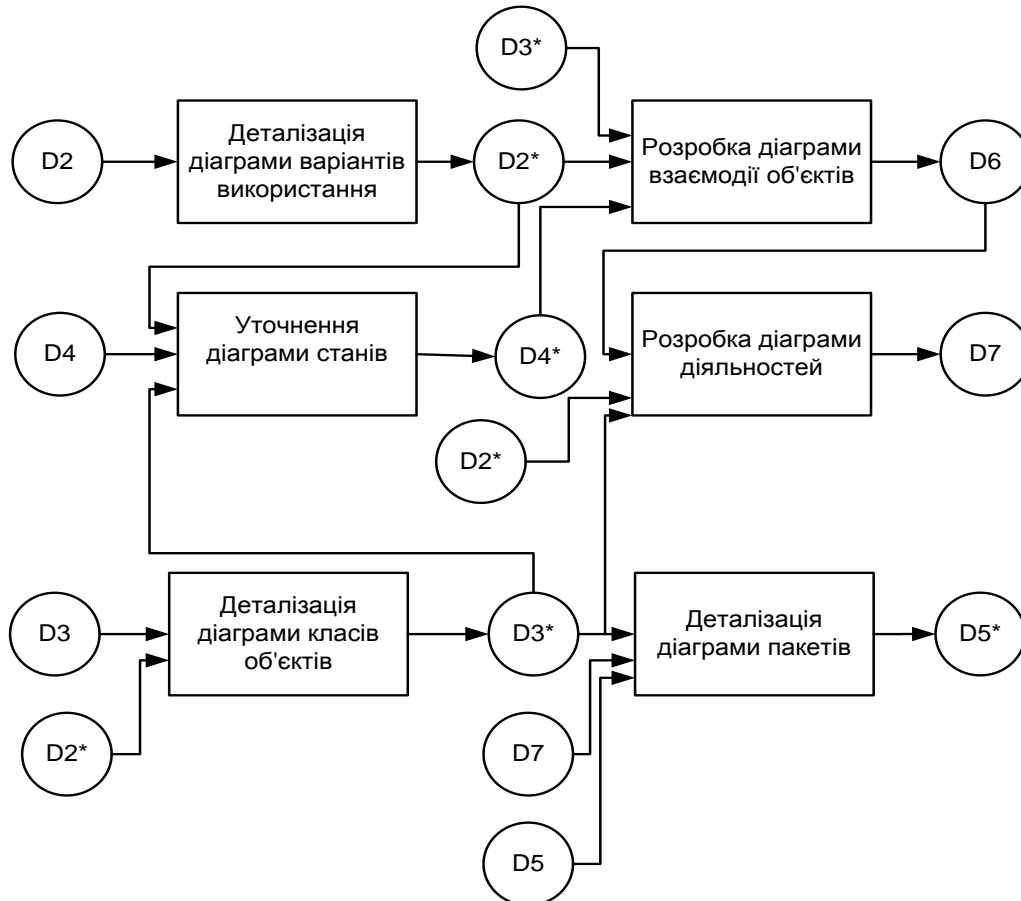 D3*
D2
Деталізація
діаграми варіантів
використання
D2*
Розробка діаграми
взаємодії об'єктів
D6
D4
Уточнення
діаграми станів
D4*
Розробка діаграми
діяльностей
D7
D2*
D3
Деталізація
діаграми класів
об'єктів
D3*
Деталізація
діаграми пакетів
D5*
D2*
D7
D5